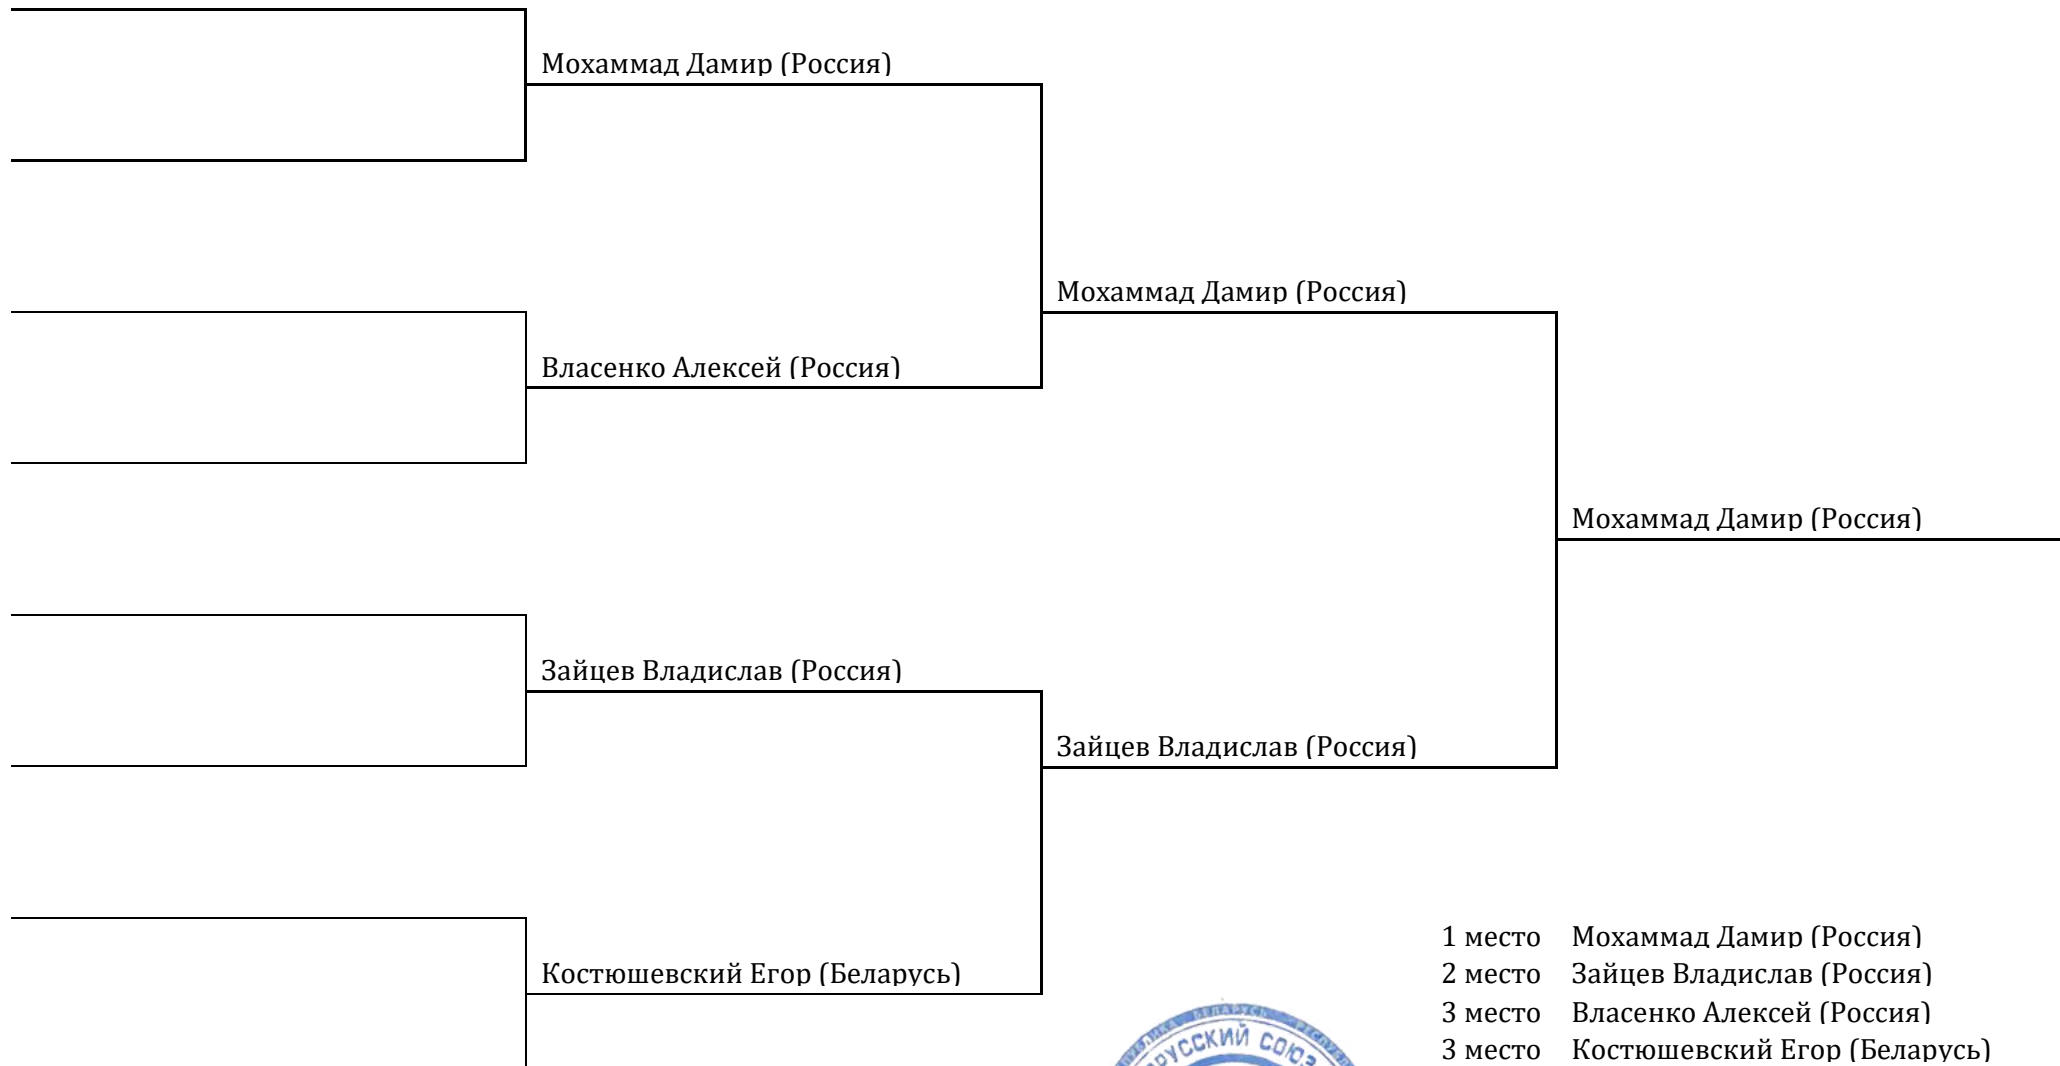 Мохаммад Дамир (Россия)
Мохаммад Дамир (Россия)
Власенко Алексей (Россия)
Мохаммад Дамир (Россия)
Зайцев Владислав (Россия)
Зайцев Владислав (Россия)
Костюшевский Егор (Беларусь)
1 место Мохаммад Дамир (Россия)
2 место Зайцев Владислав (Россия)
3 место Власенко Алексей (Россия)
3 место Костюшевский Егор (Беларусь)
БЕЛАРУСЬ
СОЮЗ